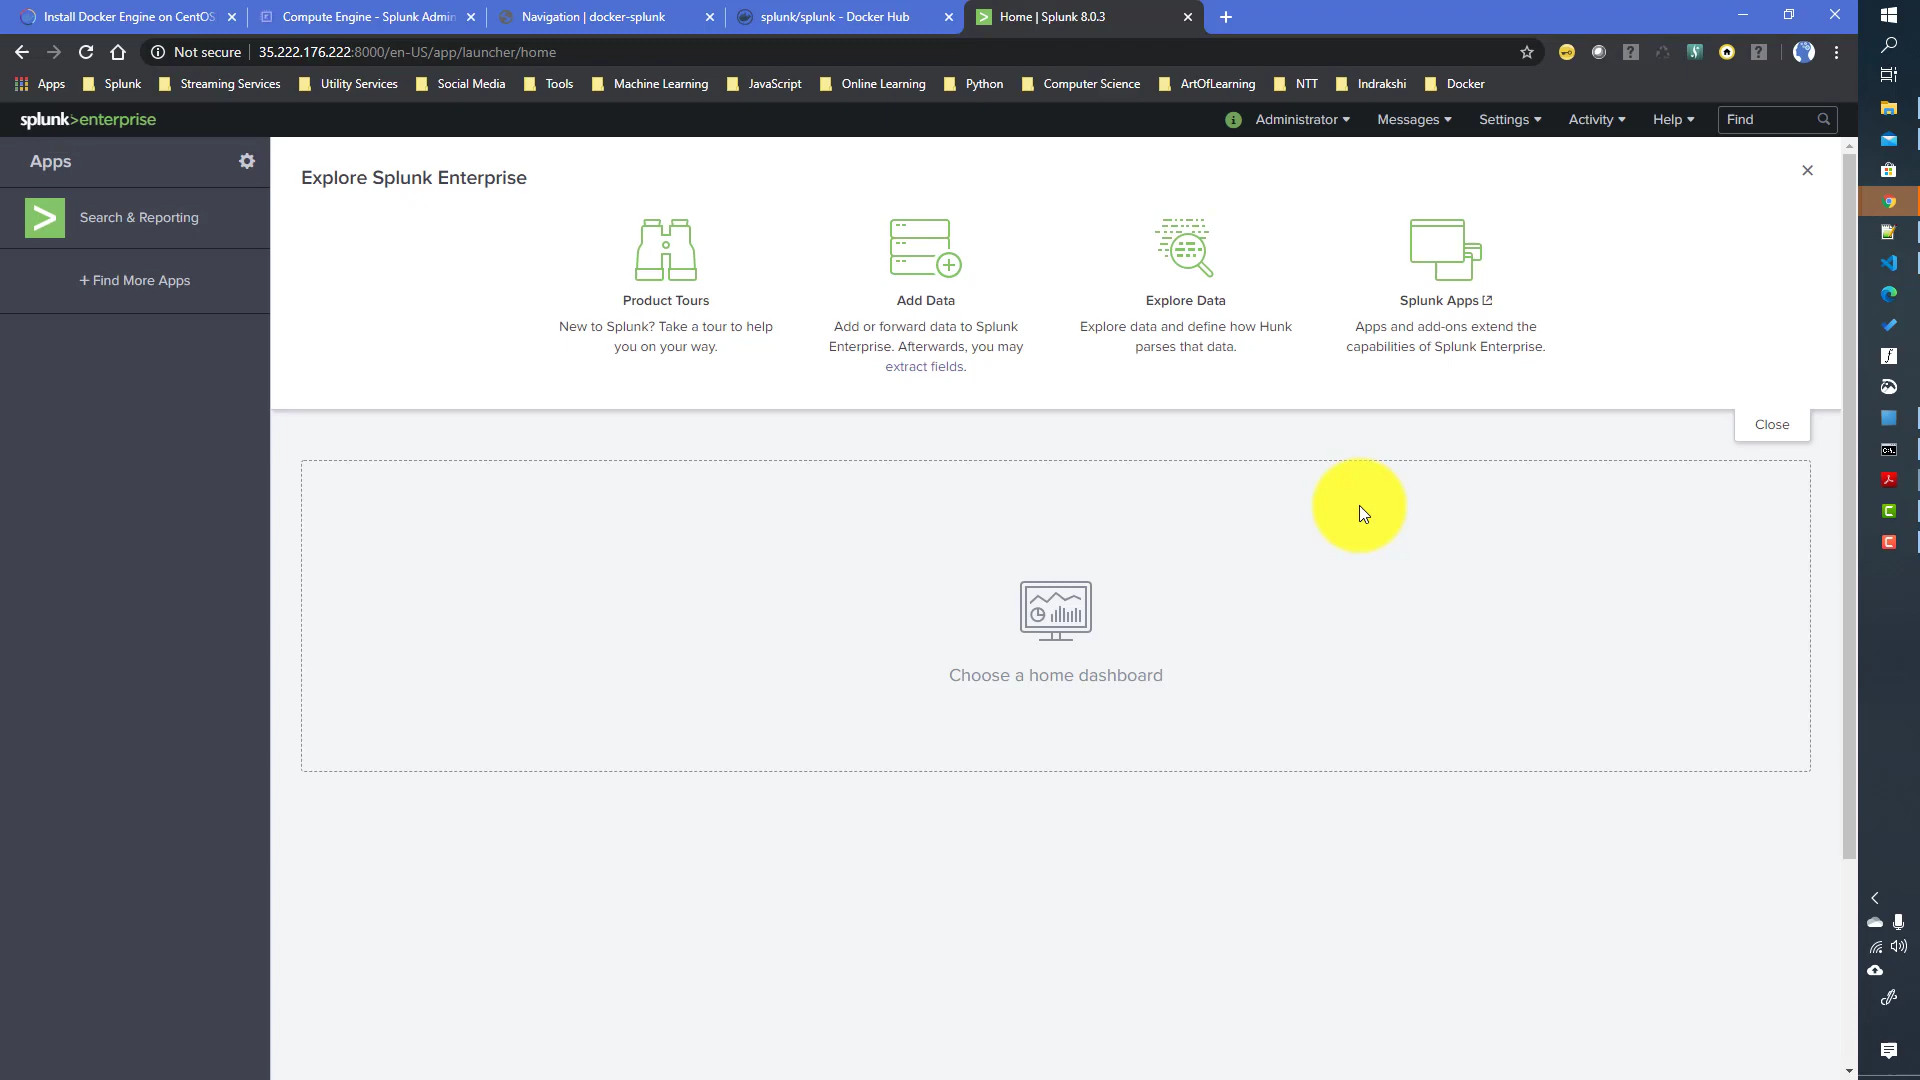 Install Docker Engine on CentOS
Compute Engine - Splunk Admin
Navigation | docker-splunk
splunk/splunk - Docker Hub
Home | Splunk 8.0.3
Not secure
35.222.176.222:8000/en-US/app/launcher/home
Apps
Splunk
Streaming Services
Utility Services
Social Media
Tools
Machine Learning
JavaScript
Online Learning
Python
Computer Science
ArtOfLearning
NTT
Indrakshi
Docker
splunk>enterprise
Administrator
Messages
Settings
Activity
Help
Find
Apps
Search & Reporting
+ Find More Apps
Explore Splunk Enterprise
Product Tours
New to Splunk? Take a tour to help
you on your way.
Add Data
Add or forward data to Splunk
Enterprise. Afterwards, you may
extract fields.
Explore Data
Explore data and define how Hunk
parses that data.
Splunk Apps
Apps and add-ons extend the
capabilities of Splunk Enterprise.
Close
Choose a home dashboard